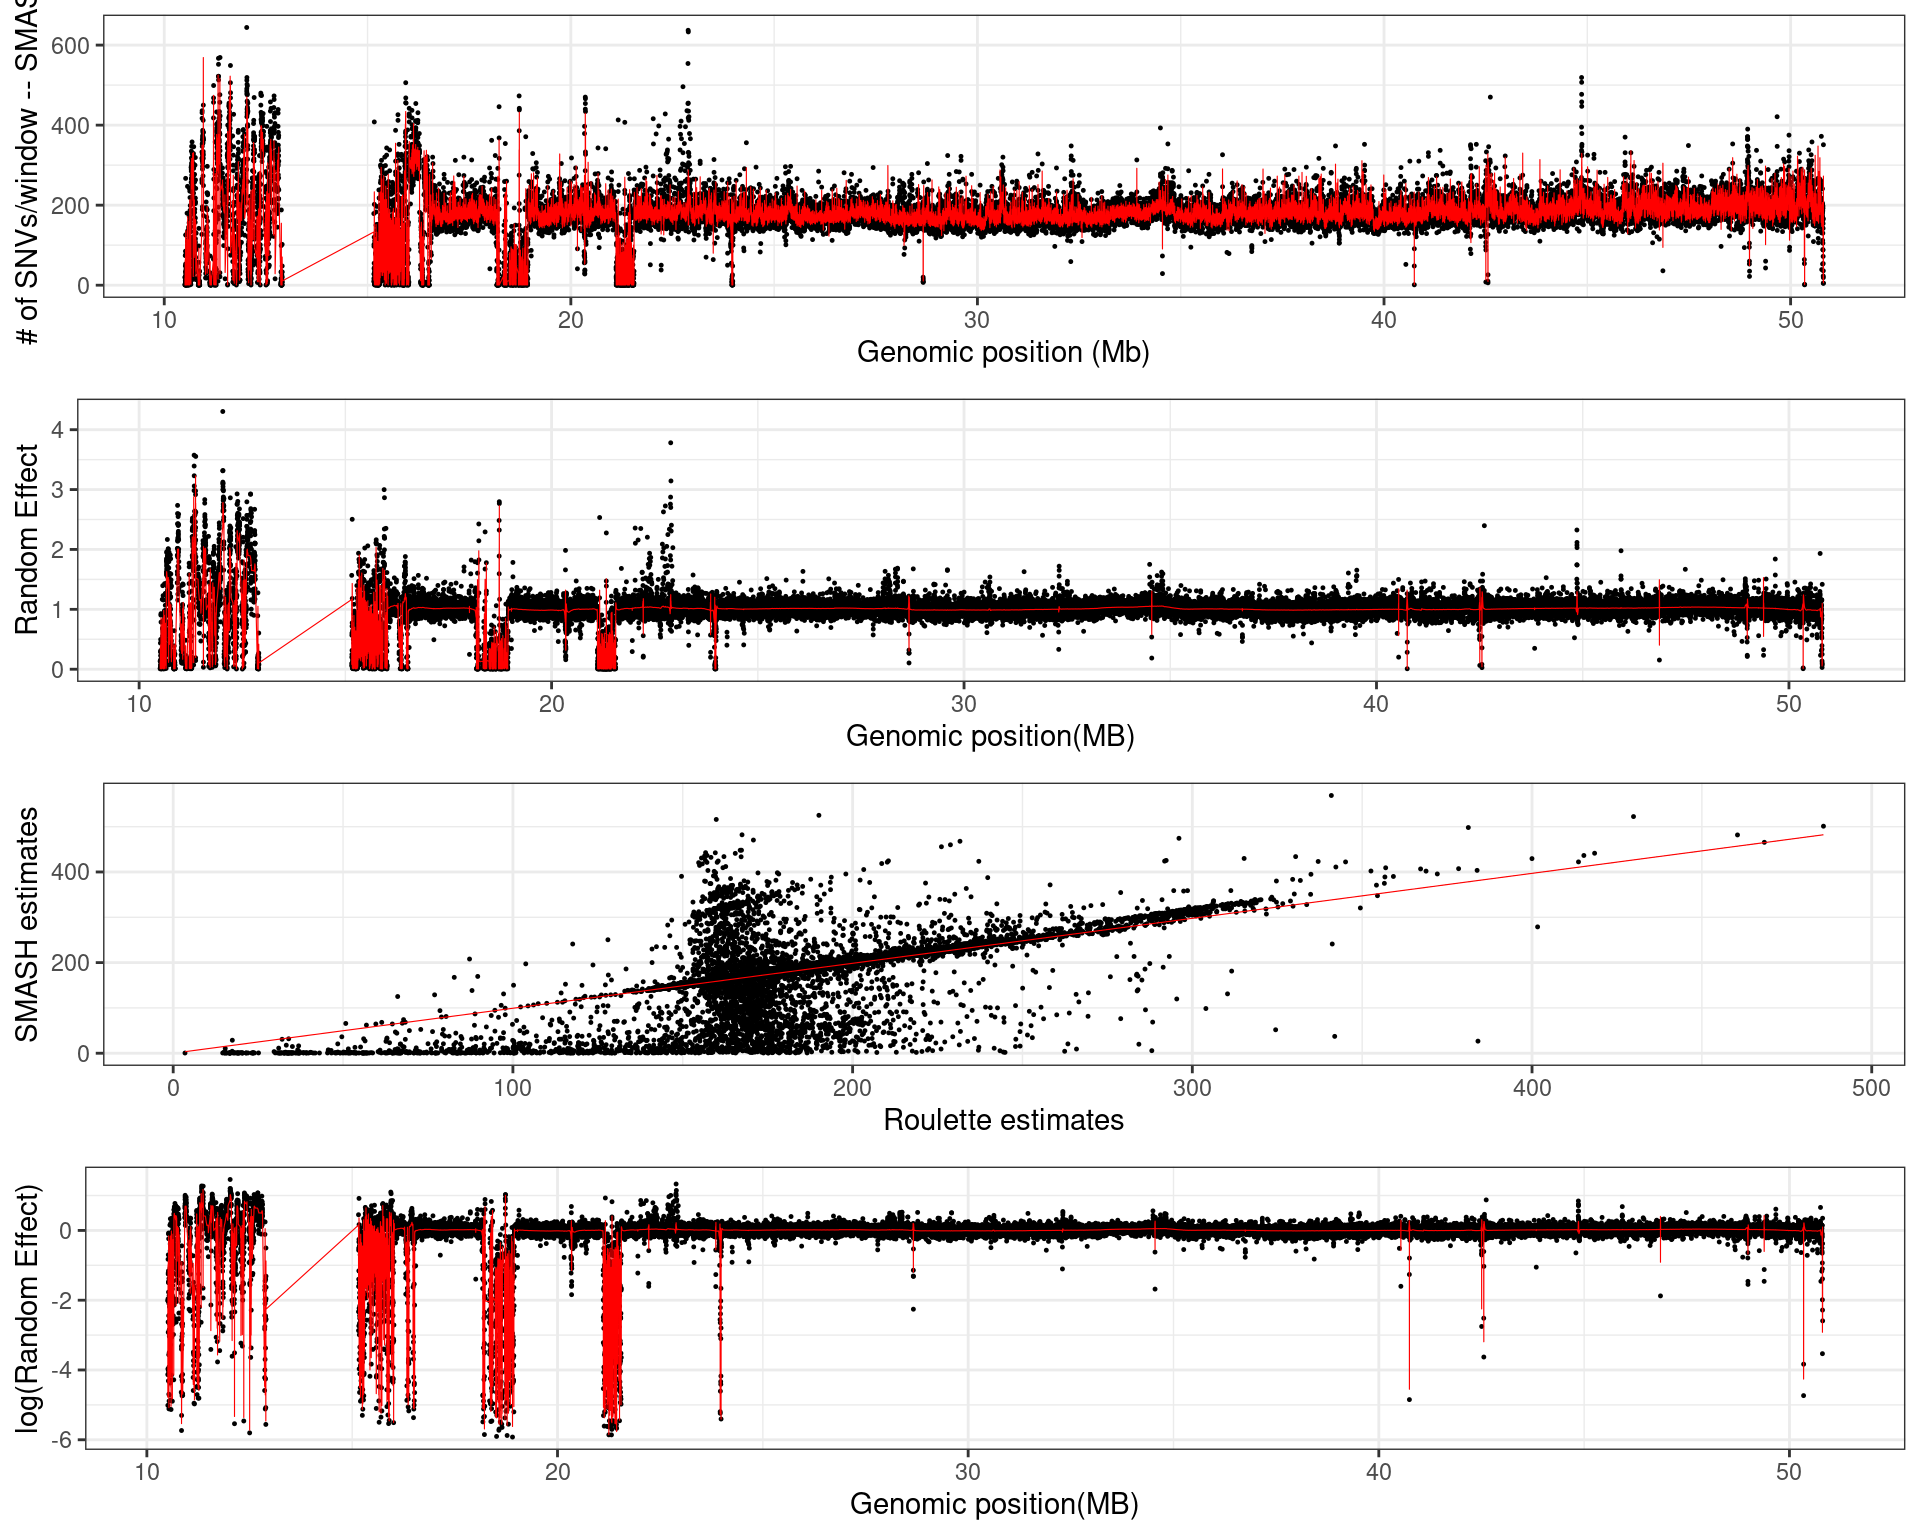 # of SNVs/window -- SMAS
600
400
200
0
10 20 30 40 50
Genomic position (Mb)
Random Effect
4
3
2
1
0
10 20 30 40 50
Genomic position(MB)
SMASH estimates
400
200
0
0 100 200 300 400 500
Roulette estimates
log(Random Effect)
0
-2
-4
-6
10 20 30 40 50
Genomic position(MB)